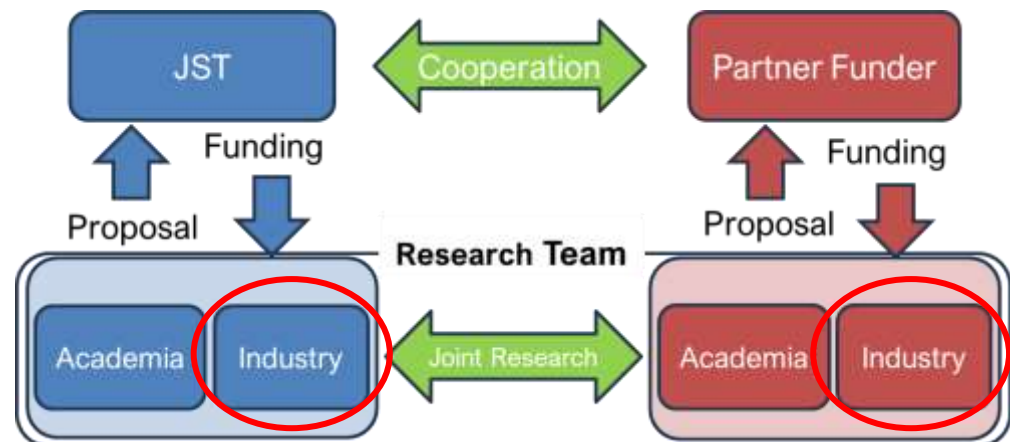 JST
Cooperation
Partner Funder
Funding
Funding
Proposal
Proposal
Research Team
Academia
Industry
Joint Research
Academia
Industry